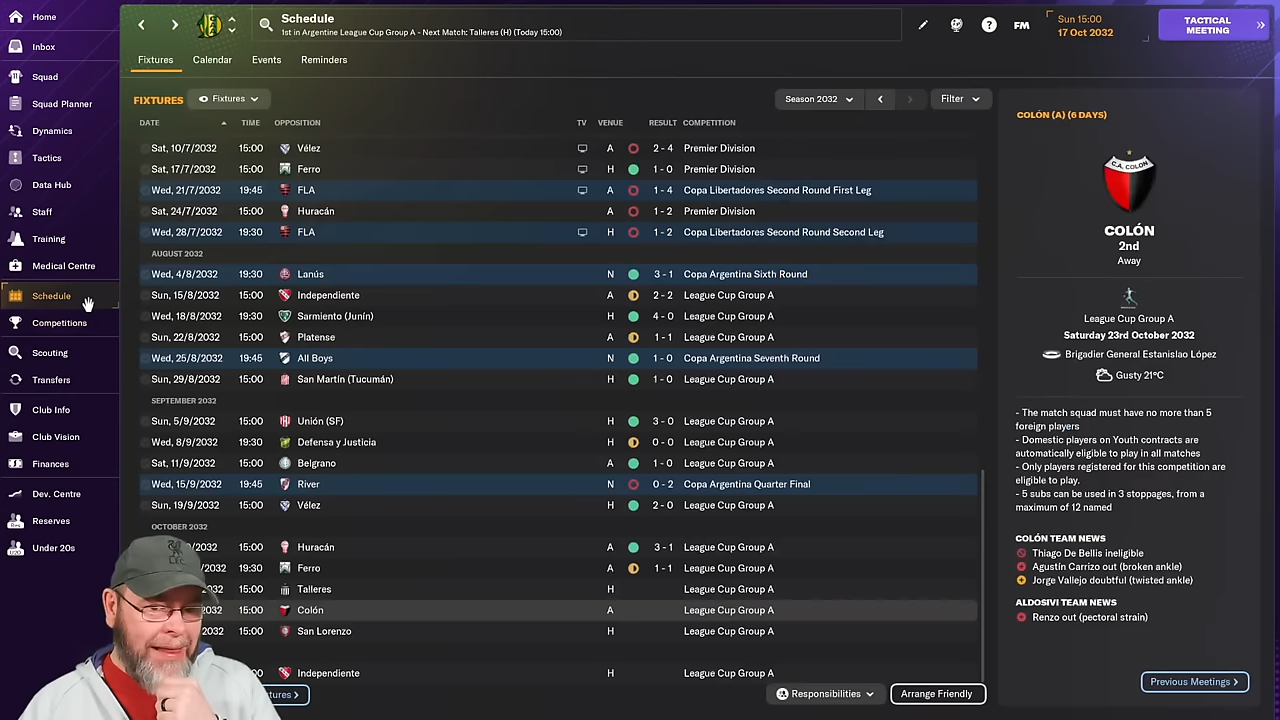 Home
Inbox
Squad
Squad Planner
Dynamics
Tactics
Data Hub
Staff
Training
Medical Centre
Schedule
Competitions
Scouting
Transfers
Club Info
Club Vision
Finances
Dev. Centre
Reserves
Under 20s
Schedule
1st in Argentine League Cup Group A - Next Match: Talleres (H) (Today 15:00)
FM
Sun 15:00
17 Oct 2032
TACTICAL
MEETING
Fixtures Calendar Events Reminders
FIXTURES Fixtures Season 2032 Filter
DATE TIME OPPOSITION TV VENUE RESULT COMPETITION
Sat, 10/7/2032 15:00 Vélez A 2 - 4 Premier Division
Sat, 17/7/2032 15:00 Ferro H 1 - 0 Premier Division
Wed, 21/7/2032 19:45 FLA A 1 - 4 Copa Libertadores Second Round First Leg
Sat, 24/7/2032 15:00 Huracán A 1 - 2 Premier Division
Wed, 28/7/2032 19:30 FLA H 1 - 2 Copa Libertadores Second Round Second Leg
AUGUST 2032
Wed, 4/8/2032 19:30 Lanús N 3 - 1 Copa Argentina Sixth Round
Sun, 15/8/2032 15:00 Independiente A 2 - 2 League Cup Group A
Wed, 18/8/2032 19:30 Sarmiento (Junín) H 4 - 0 League Cup Group A
Sun, 22/8/2032 15:00 Platense A 1 - 1 League Cup Group A
Wed, 25/8/2032 19:45 All Boys N 1 - 0 Copa Argentina Seventh Round
Sun, 29/8/2032 15:00 San Martín (Tucumán) H 1 - 0 League Cup Group A
SEPTEMBER 2032
Sun, 5/9/2032 15:00 Unión (SF) H 3 - 0 League Cup Group A
Wed, 8/9/2032 19:30 Defensa y Justicia H 0 - 0 League Cup Group A
Sat, 11/9/2032 15:00 Belgrano A 1 - 0 League Cup Group A
Wed, 15/9/2032 19:45 River N 0 - 2 Copa Argentina Quarter Final
Sun, 19/9/2032 15:00 Vélez H 2 - 0 League Cup Group A
OCTOBER 2032
/2032 15:00 Huracán A 3 - 1 League Cup Group A
/2032 19:30 Ferro A 1 - 1 League Cup Group A
2032 15:00 Talleres H League Cup Group A
2032 15:00 Colón A League Cup Group A
2032 15:00 San Lorenzo H League Cup Group A
Independiente H League Cup Group A
Responsibilities Arrange Friendly
COLÓN (A) (6 DAYS)
C.A. COLON
COLÓN
2nd
Away
League Cup Group A
Saturday 23rd October 2032
Brigadier General Estanislao López
Gusty 21°C
- The match squad must have no more than 5
foreign players
- Domestic players on Youth contracts are
automatically eligible to play in all matches
- Only players registered for this competition are
eligible to play.
- 5 subs can be used in 3 stoppages, from a
maximum of 12 named
COLÓN TEAM NEWS
Thiago De Bellis ineligible
Agustín Carrizo out (broken ankle)
Jorge Vallejo doubtful (twisted ankle)
ALDOSIVI TEAM NEWS
Renzo out (pectoral strain)
Previous Meetings